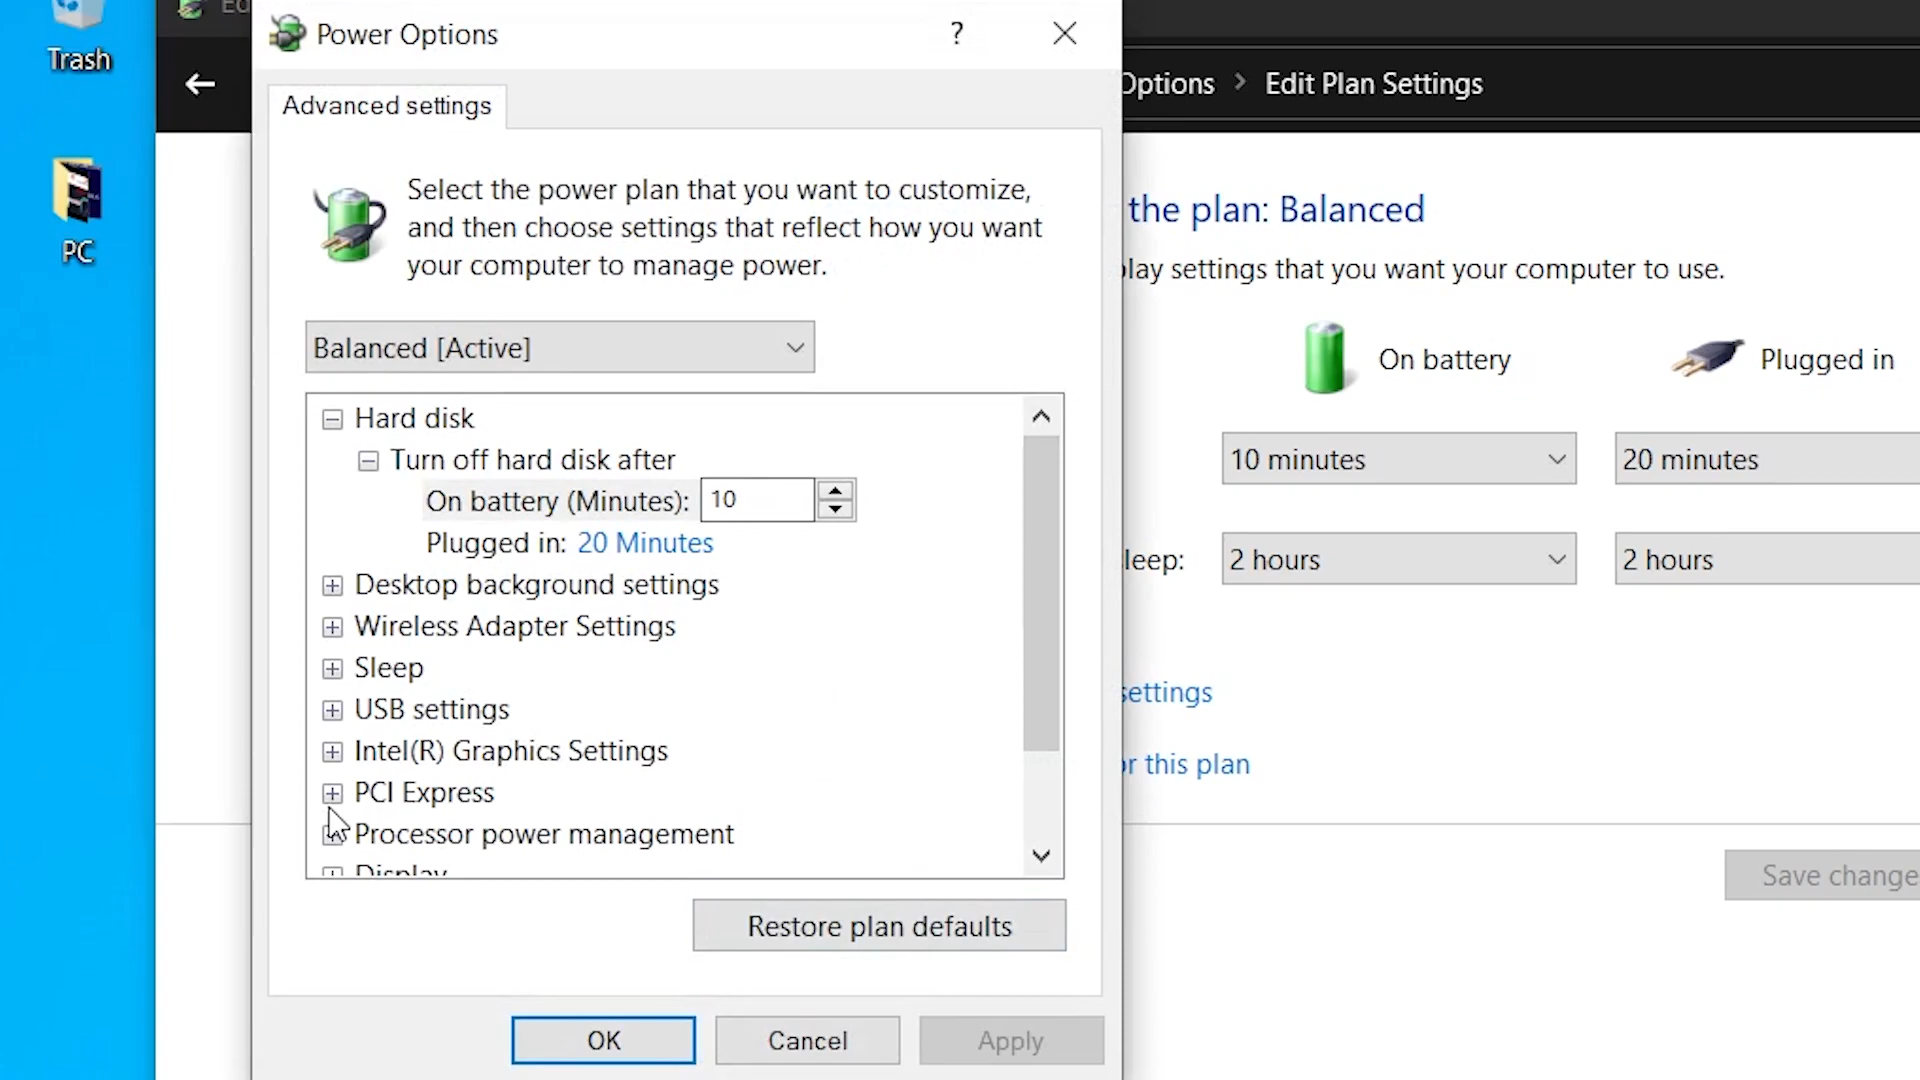 Trash
PC
Ed
Power Options
?
Options > Edit Plan Settings
Advanced settings
Select the power plan that you want to customize,
and then choose settings that reflect how you want
your computer to manage power.
Balanced [Active]
Hard disk
Turn off hard disk after
On battery (Minutes): 10
Plugged in: 20 Minutes
Desktop background settings
Wireless Adapter Settings
Sleep
USB settings
Intel(R) Graphics Settings
PCI Express
Processor power management
Display
Restore plan defaults
OK
Cancel
Apply
the plan: Balanced
play settings that you want your computer to use.
On battery
Plugged in
10 minutes
20 minutes
leep:
2 hours
2 hours
settings
or this plan
Save change